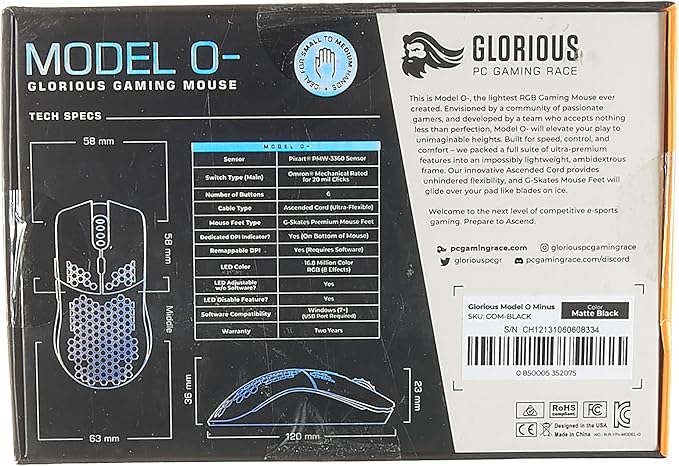 MODEL O-
GLORIOUS GAMING MOUSE
IDEAL FOR SMALL TO MEDIUM HANDS
GLORIOUS
PC GAMING RACE
TECH SPECS
58 mm
58 mm
Middle
63 mm
MODEL O-
Sensor Pixart® PMW-3360 Sensor
Switch Type (Main) Omron® Mechanical Rated
for 20 mil Clicks
Number of Buttons 6
Cable Type Ascended Cord (Ultra-Flexible)
Mouse Feet Type G-Skates Premium Mouse Feet
Dedicated DPI Indicator? Yes (On Bottom of Mouse)
Remappable DPI Yes (Requires Software)
LED Color 16.8 Million Color
RGB (8 Effects)
LED Adjustable
w/o Software? Yes
LED Disable Feature? Yes
Software Compatibility Windows (7+)
(USB Port Required)
Warranty Two Years
36 mm
23 mm
120 mm
This is Model O-, the lightest RGB Gaming Mouse ever
created. Envisioned by a community of passionate
gamers, and developed by a team who accepts nothing
less than perfection, Model O- will elevate your play to
unimaginable heights. Built for speed, control, and
comfort – we packed a full suite of ultra-premium
features into an impossibly lightweight, ambidextrous
frame. Our innovative Ascended Cord provides
unhindered flexibility, and G-Skates Mouse Feet will
glide over your pad like blades on ice.
Welcome to the next level of competitive e-sports
gaming. Prepare to Ascend.
pcgamingrace.com
gloriouspcgamingrace
gloriouspcgr
pcgamingrace.com/discord
Glorious Model O Minus
SKU: GOM-BLACK
Color
Matte Black
S/N CH12131060608334
0 850005 352075
CE
RoHS
compliant
FC
Designed in the USA
Made in China